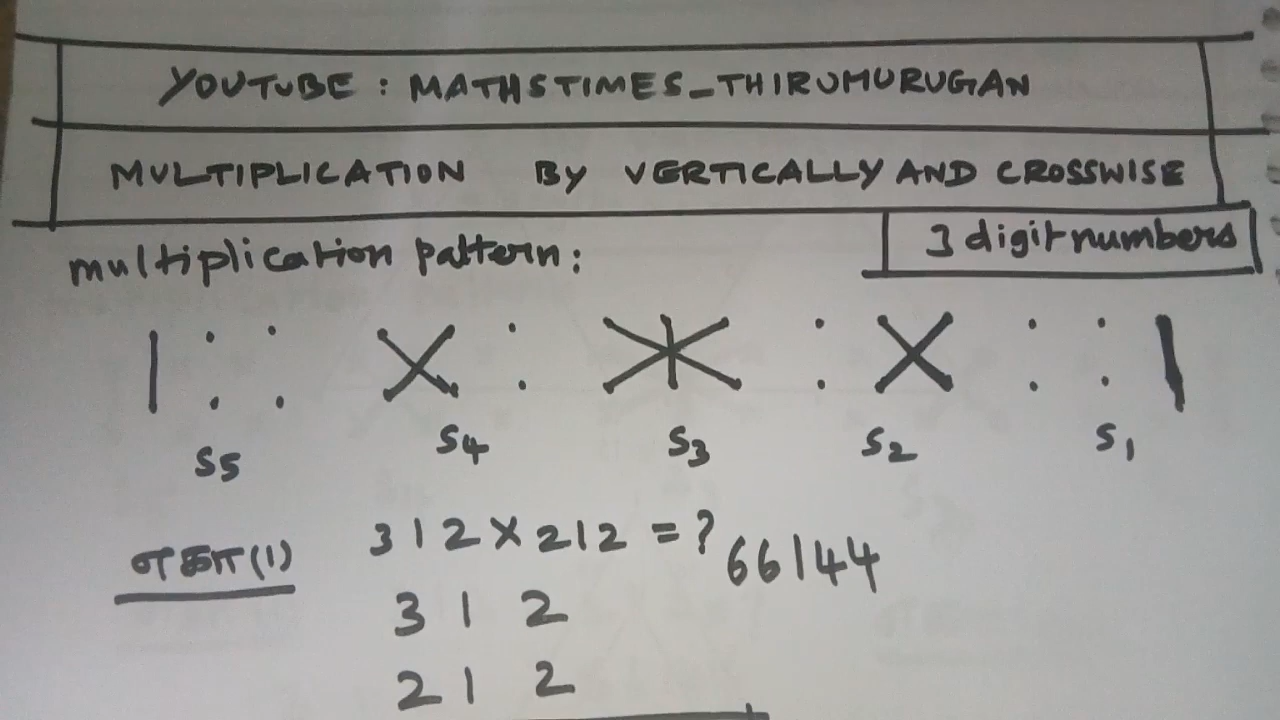 YOUTUBE : MATHSTIMES_THIRUMURUGAN
MULTIPLICATION BY VERTICALLY AND CROSSWISE
3 digit numbers
multiplication pattern:
S5 S4 S3 S2 S1
எகா(1) 312 × 212 = ? 66144
3 1 2
2 1 2